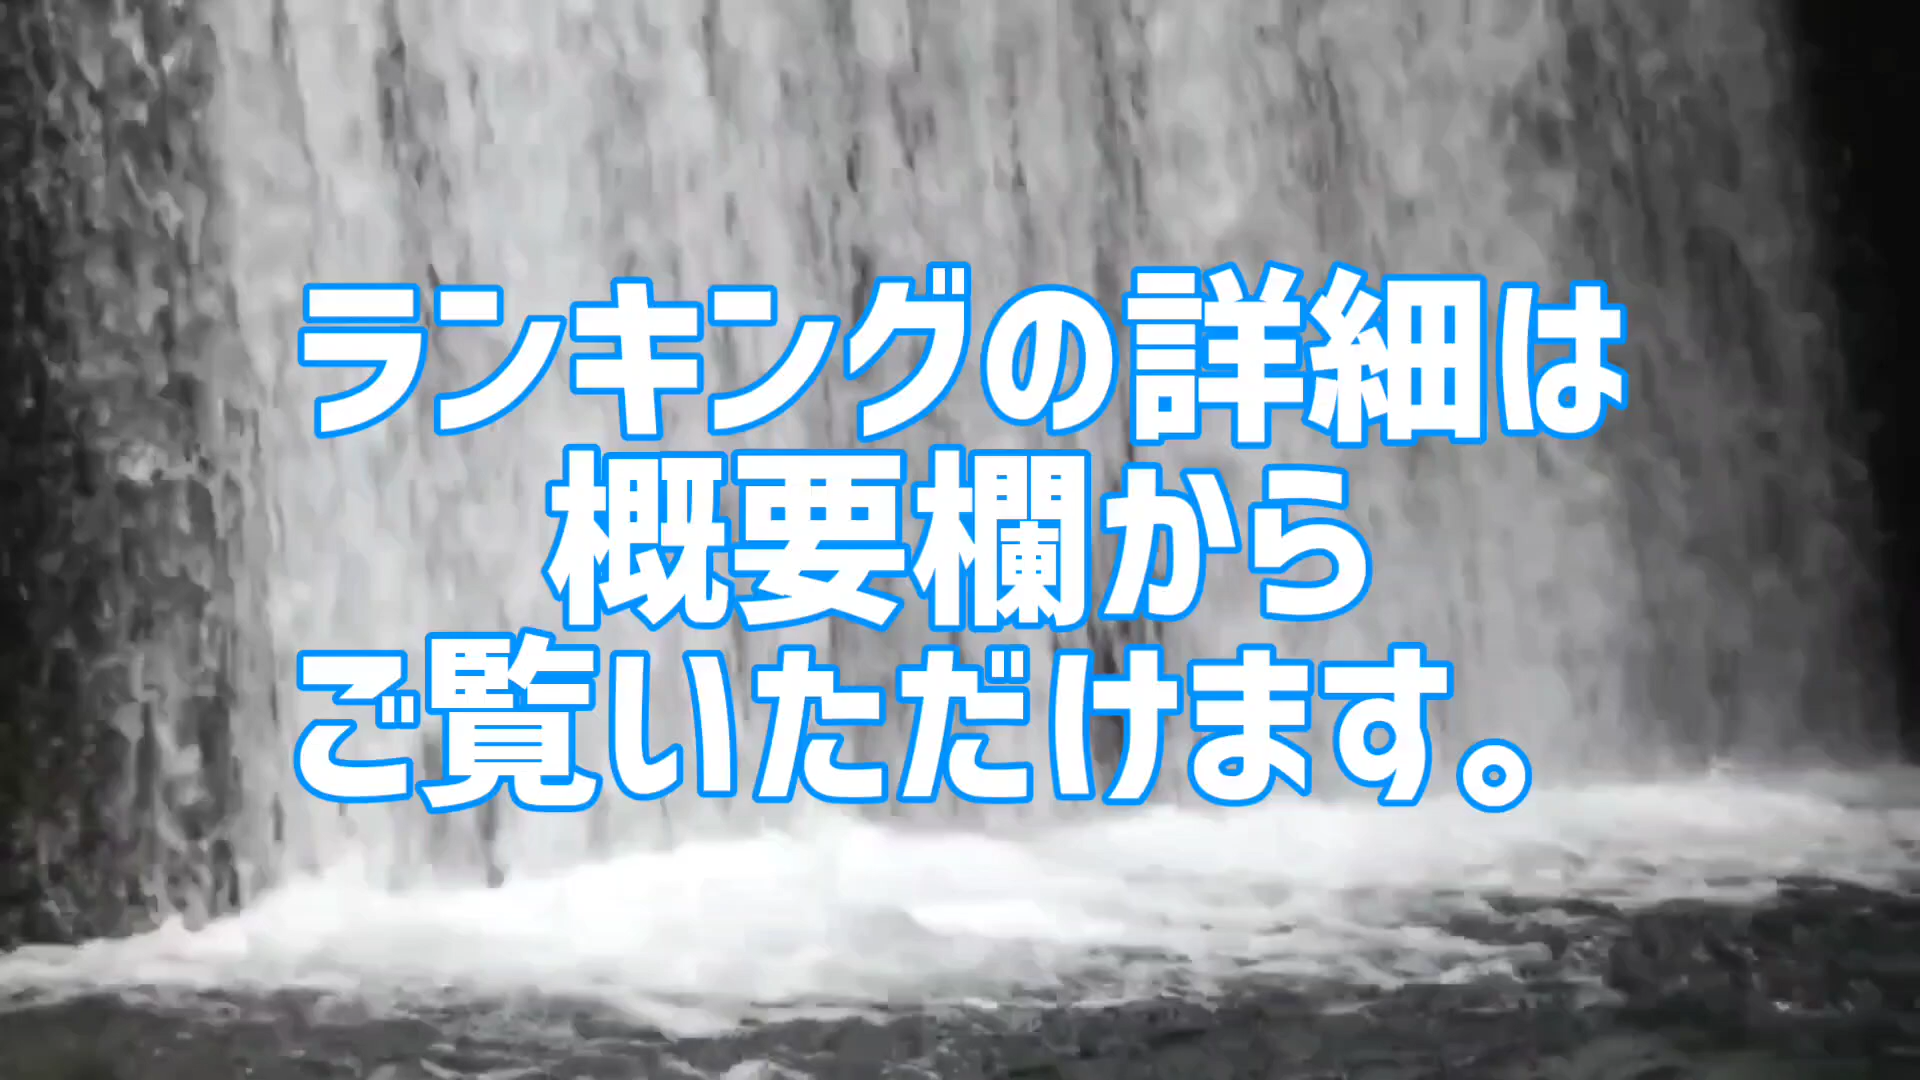 ランキングの詳細は
概要欄から
ご覧いただけます。